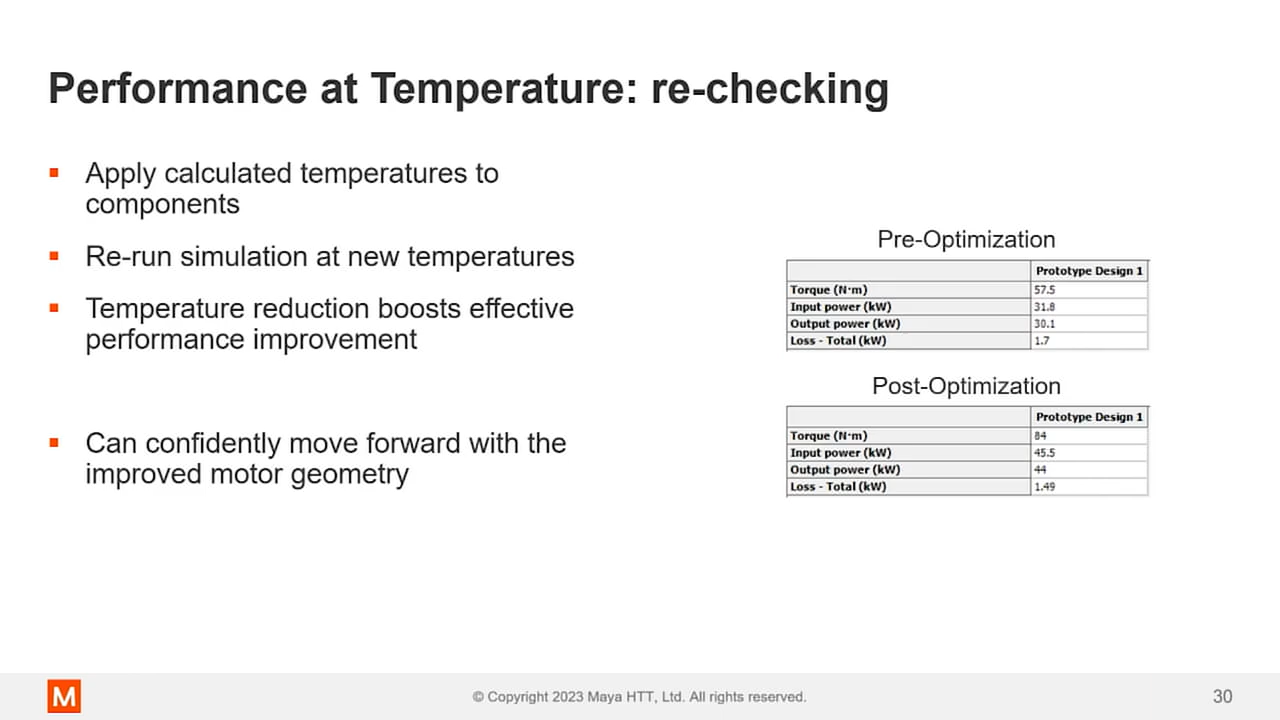 Performance at Temperature: re-checking
▪ Apply calculated temperatures to
components
▪ Re-run simulation at new temperatures
▪ Temperature reduction boosts effective
performance improvement
▪ Can confidently move forward with the
improved motor geometry
Pre-Optimization
Prototype Design 1
Torque (N·m) 57.5
Input power (kW) 31.8
Output power (kW) 30.1
Loss - Total (kW) 1.7
Post-Optimization
Prototype Design 1
Torque (N·m) 84
Input power (kW) 45.5
Output power (kW) 44
Loss - Total (kW) 1.49
M
© Copyright 2023 Maya HTT, Ltd. All rights reserved.
30